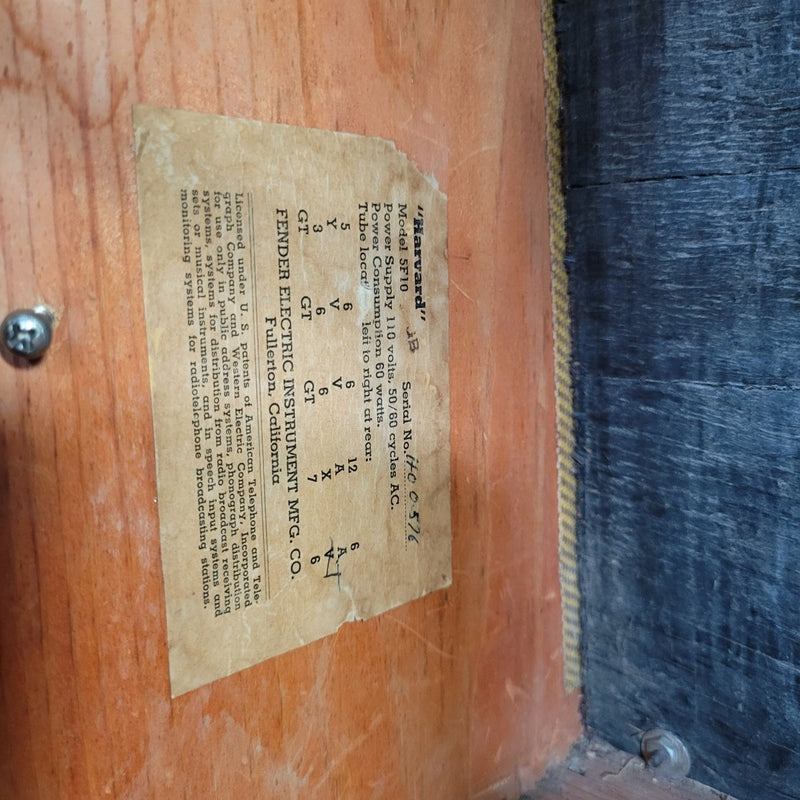 "Harvard"
Model 5F10 Serial No.
Power Supply 110 volts, 50/60 cycles AC.
Power Consumption 60 watts.
Tube locat left to right at rear:
5 6 6 12 6
Y V V A A
3 6 6 X V
GT GT GT 7 6
FENDER ELECTRIC INSTRUMENT MFG. CO.
Fullerton, California
Licensed under U. S. patents of American Telephone and Tele-
graph Company and Western Electric Company, Incorporated
for use only in public address systems, phonograph distribution
systems, systems for distribution from radio broadcast receiving
sets or musical instruments, and in speech input systems and
monitoring systems for radiotelephone broadcasting stations.